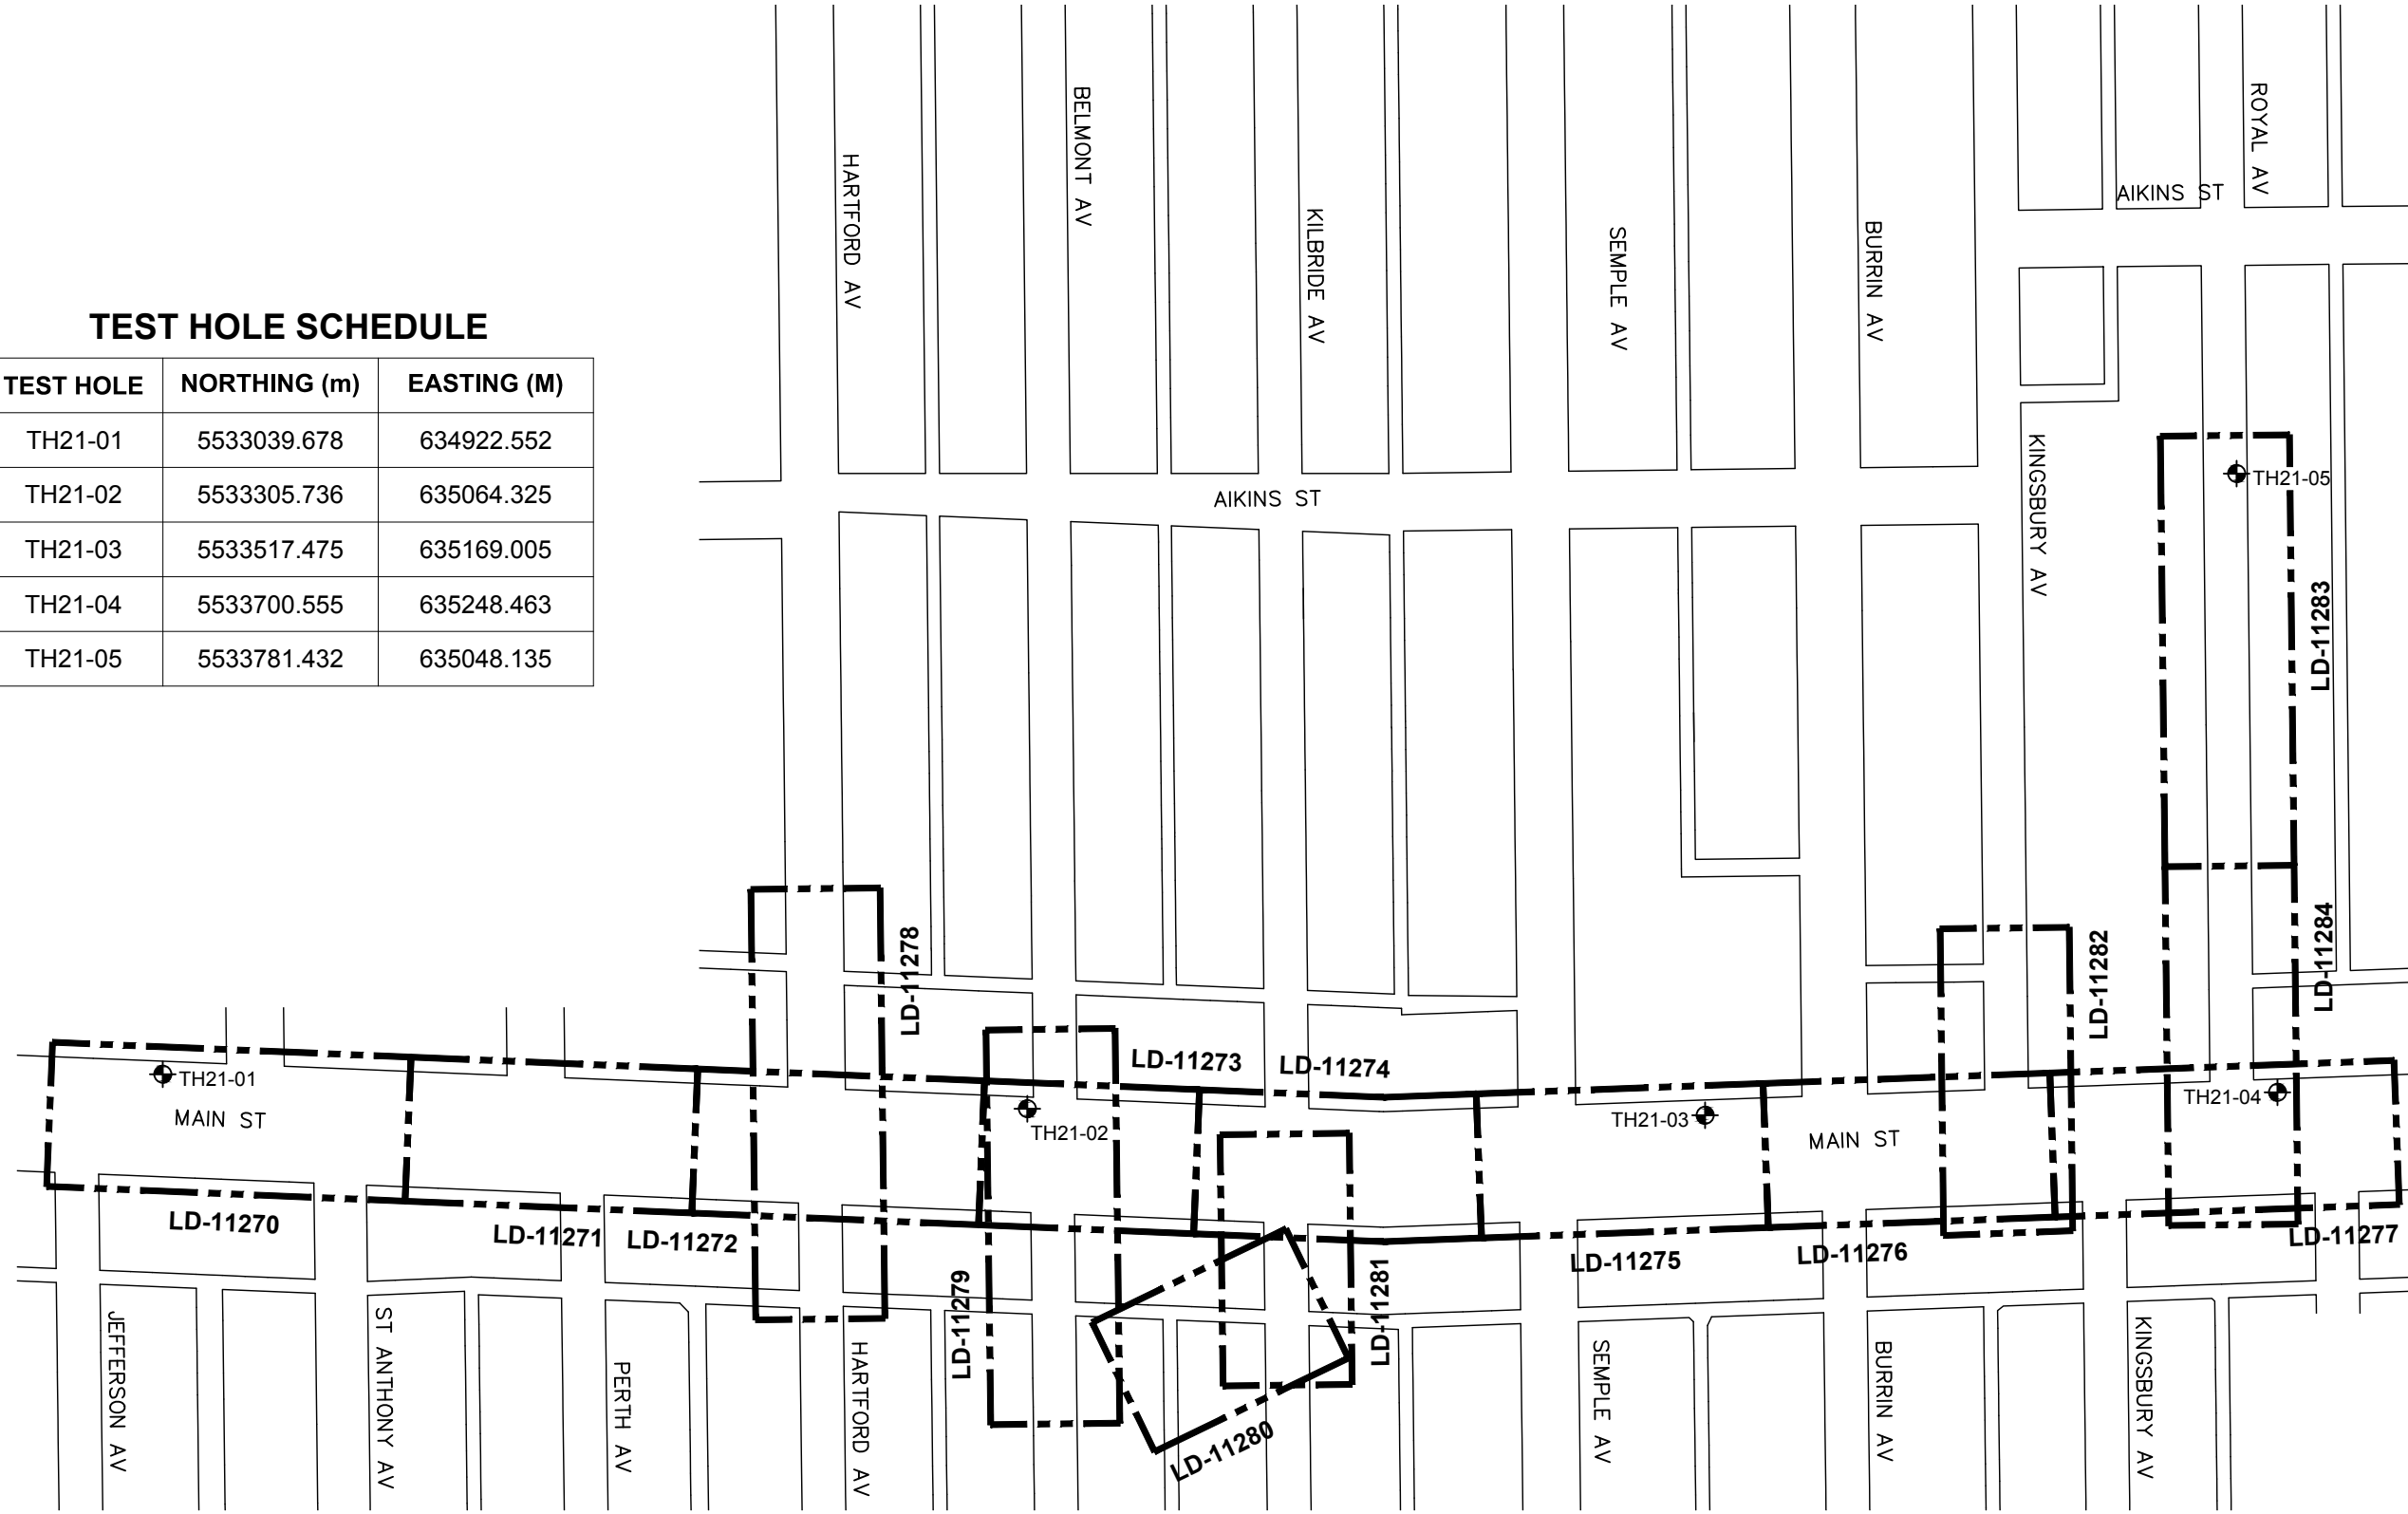 BELMONT AV
ROYAL AV
HARTFORD AV
AIKINS ST
KILBRIDE AV
SEMPLE AV
BURRIN AV
TEST HOLE SCHEDULE
TEST HOLE NORTHING (m) EASTING (M)
TH21-01 5533039.678 634922.552
TH21-02 5533305.736 635064.325
TH21-03 5533517.475 635169.005
TH21-04 5533700.555 635248.463
TH21-05 5533781.432 635048.135
KINGSBURY AV
TH21-05
AIKINS ST
LD-11283
LD-11278
LD-11282
LD-11284
LD-11273
LD-11274
TH21-01
TH21-04
MAIN ST
TH21-03
TH21-02
MAIN ST
LD-11270
LD-11271
LD-11272
LD-11277
LD-11276
LD-11275
LD-11279
LD-11281
JEFFERSON AV
ST ANTHONY AV
PERTH AV
HARTFORD AV
SEMPLE AV
BURRIN AV
KINGSBURY AV
LD-11280